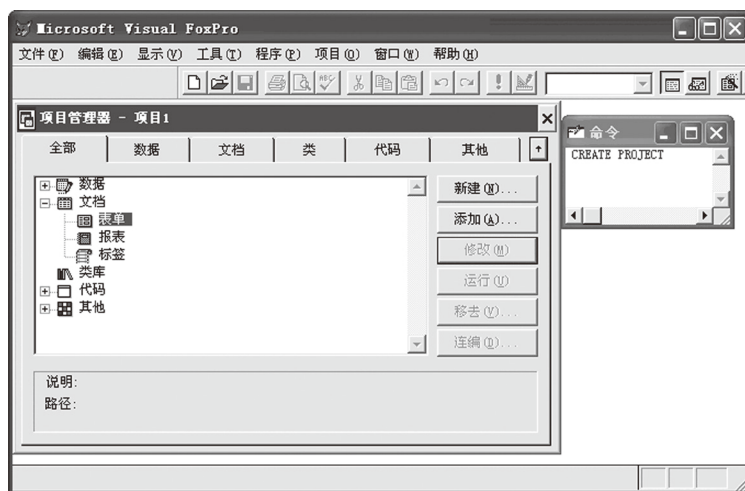 Microsoft Visual FoxPro
文件(F) 编辑(E) 显示(V) 工具(T) 程序(P) 项目(Q) 窗口(W) 帮助(H)
项目管理器 - 项目1
全部 数据 文档 类 代码 其他
数据
文档
表单
报表
标签
类库
代码
其他
新建(N)...
添加(A)...
修改(M)
运行(U)
移去(V)...
连编(D)...
说明:
路径:
命令
CREATE PROJECT